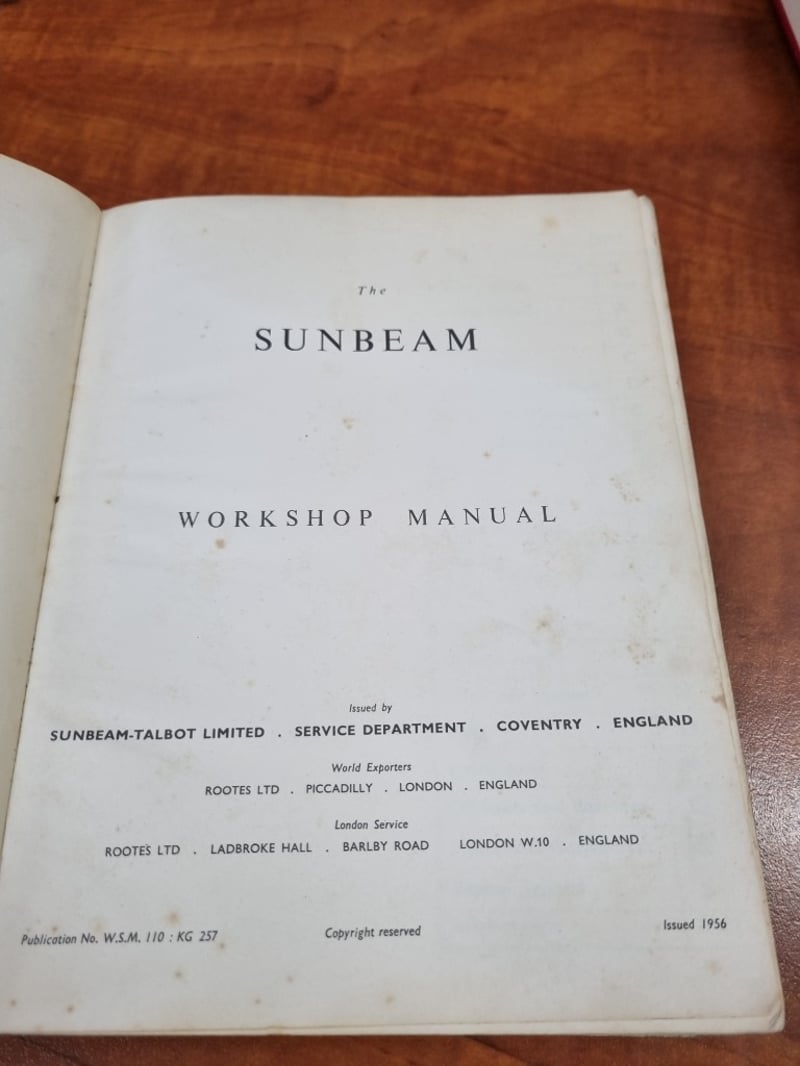 The
SUNBEAM
WORKSHOP MANUAL
Issued by
SUNBEAM-TALBOT LIMITED . SERVICE DEPARTMENT . COVENTRY . ENGLAND
World Exporters
ROOTES LTD . PICCADILLY . LONDON . ENGLAND
London Service
ROOTES LTD . LADBROKE HALL . BARLBY ROAD LONDON W.10 . ENGLAND
Publication No. W.S.M. 110 : KG 257 Copyright reserved Issued 1956